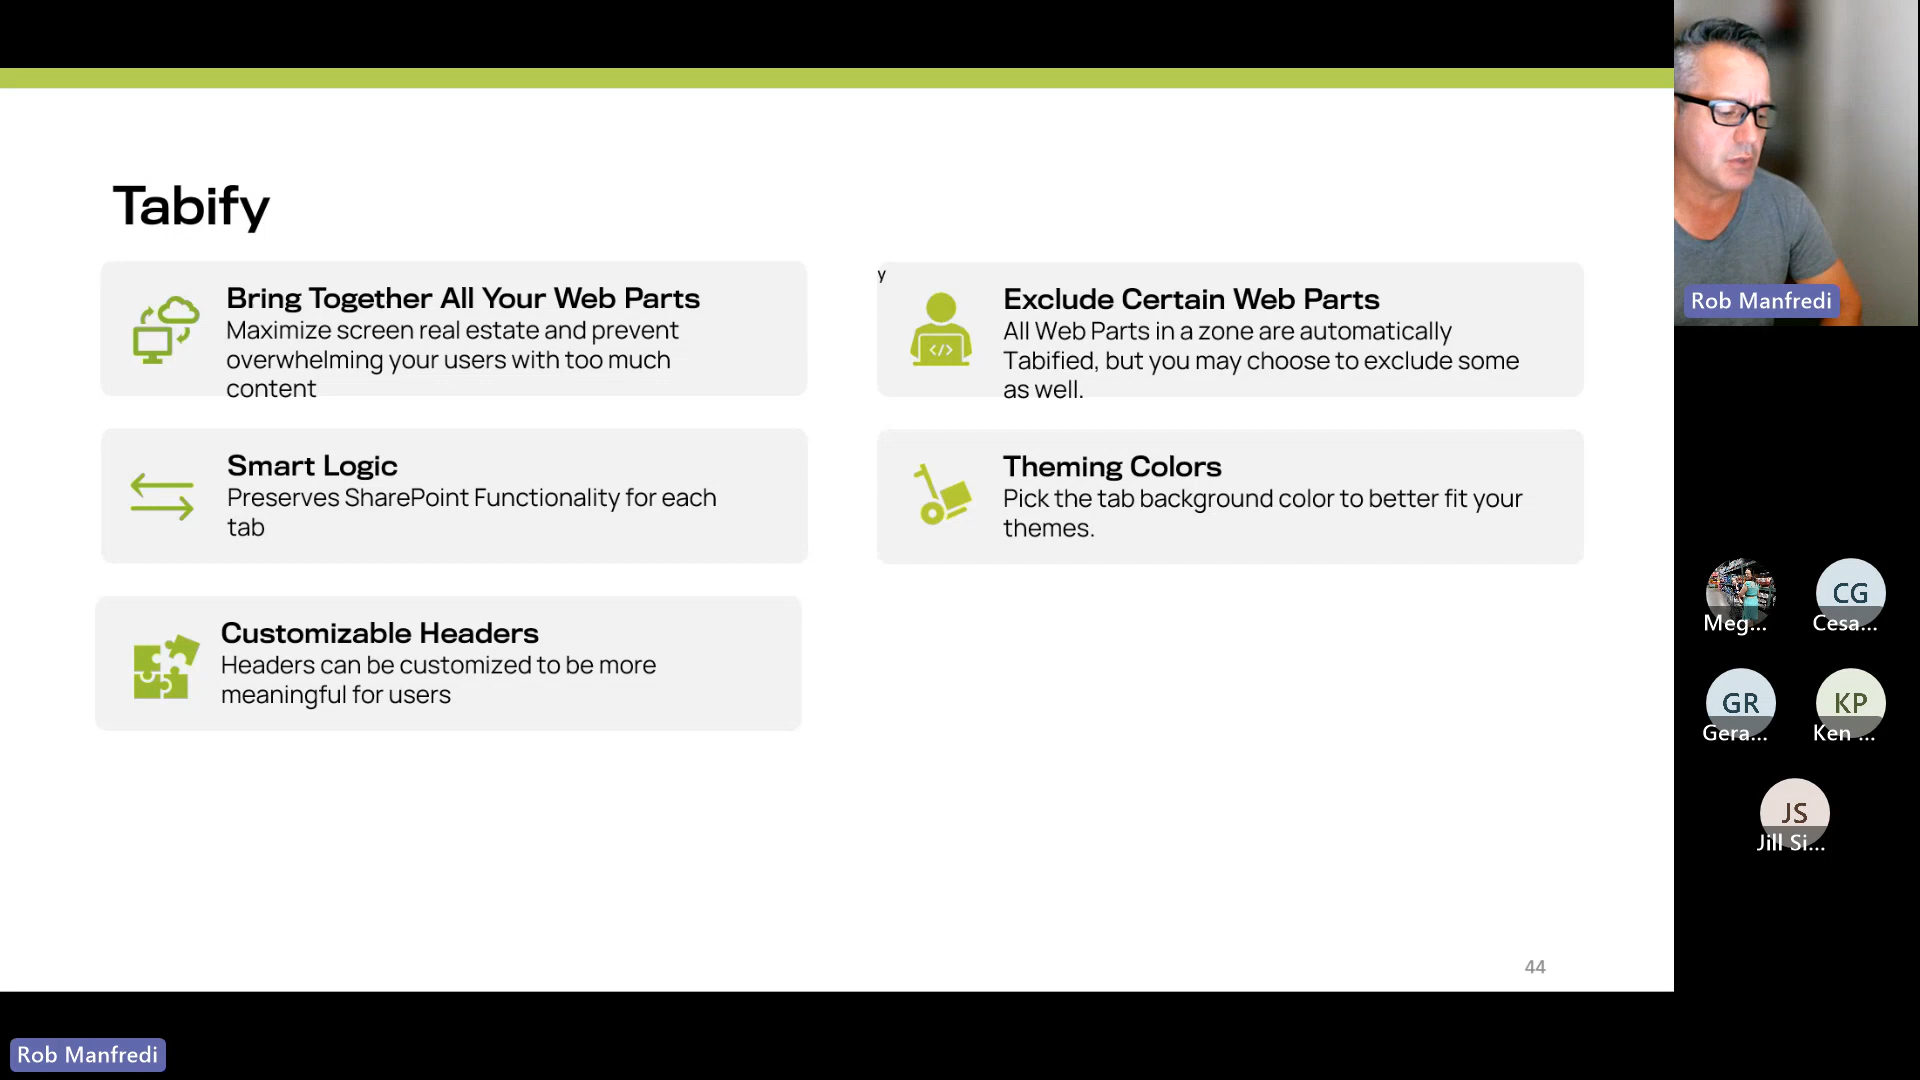 Tabify
Bring Together All Your Web Parts
Maximize screen real estate and prevent
overwhelming your users with too much
content
Smart Logic
Preserves SharePoint Functionality for each
tab
Customizable Headers
Headers can be customized to be more
meaningful for users
y
Exclude Certain Web Parts
All Web Parts in a zone are automatically
Tabified, but you may choose to exclude some
as well.
</>
Theming Colors
Pick the tab background color to better fit your
themes.
44
Rob Manfredi
Rob Manfredi
Meg...
CG
Cesa...
GR
Gera...
KP
Ken ...
JS
Jill Si...